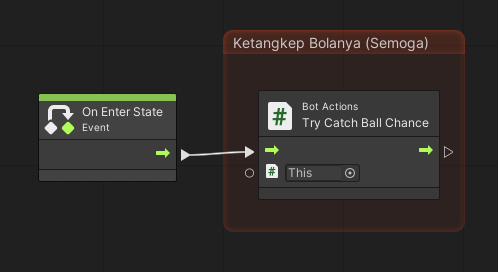 Ketangkep Bolanya (Semoga)
On Enter State
Event
Bot Actions
Try Catch Ball Chance
This